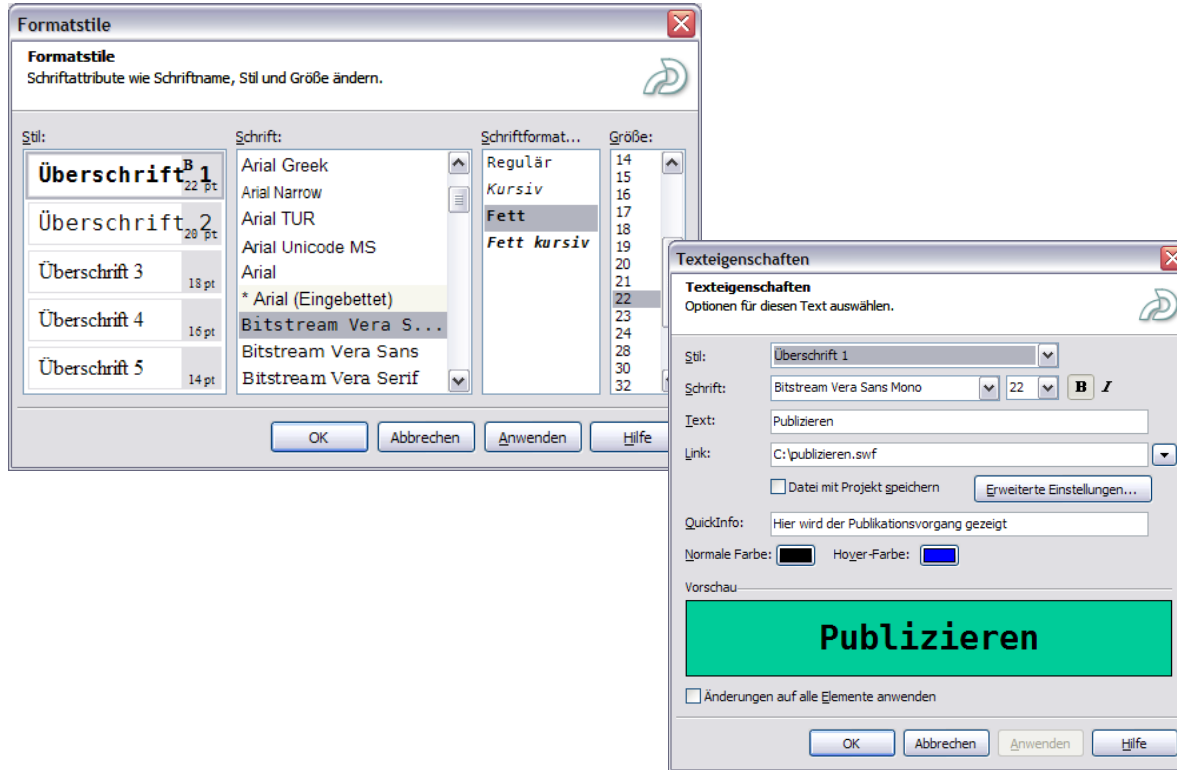 Formatstile
Formatstile
Schriftattribute wie Schriftname, Stil und Größe ändern.
Stil:
Überschrift 1
B
22 pt
Überschrift 2
20 pt
Überschrift 3
18 pt
Überschrift 4
16 pt
Überschrift 5
14 pt
Schrift:
Arial Greek
Arial Narrow
Arial TUR
Arial Unicode MS
Arial
* Arial (Eingebettet)
Bitstream Vera S...
Bitstream Vera Sans
Bitstream Vera Serif
Schriftformat...
Regulär
Kursiv
Fett
Fett kursiv
Größe:
14
15
16
17
18
19
20
21
22
23
24
28
30
32
OK Abbrechen Anwenden Hilfe
Texteigenschaften
Texteigenschaften
Optionen für diesen Text auswählen.
Stil: Überschrift 1
Schrift: Bitstream Vera Sans Mono 22 B I
Text: Publizieren
Link: C:\publizieren.swf
Datei mit Projekt speichern Erweiterte Einstellungen...
QuickInfo: Hier wird der Publikationsvorgang gezeigt
Normale Farbe: Hover-Farbe:
Vorschau
Publizieren
Änderungen auf alle Elemente anwenden
OK Abbrechen Anwenden Hilfe